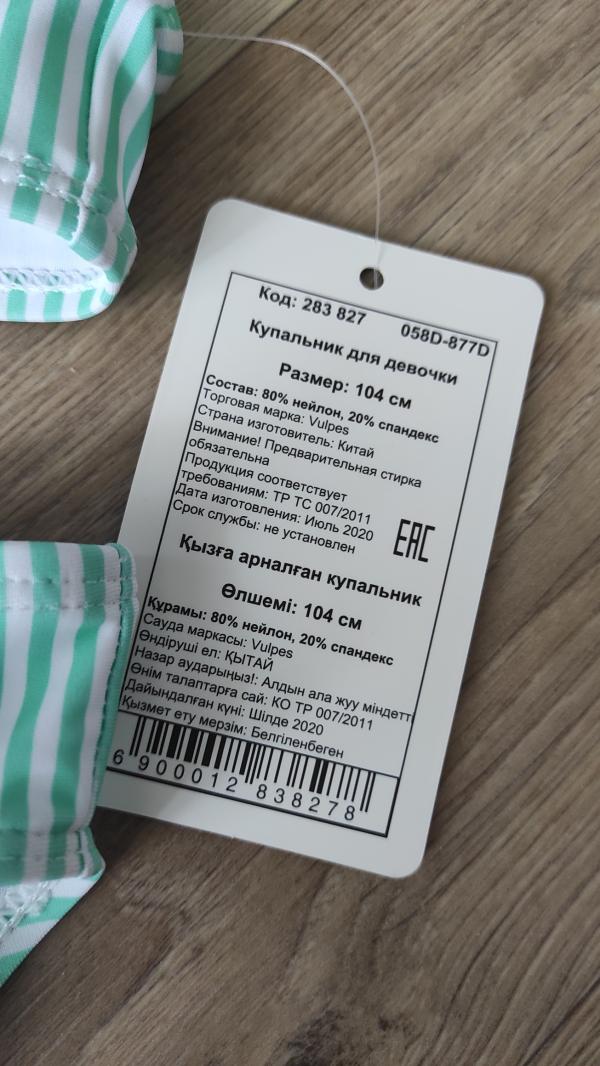 Код: 283 827 058D-877D
Купальник для девочки
Размер: 104 см
Состав: 80% нейлон, 20% спандекс
Торговая марка: Vulpes
Страна изготовитель: Китай
Внимание! Предварительная стирка
обязательна
Продукция соответствует
требованиям: ТР ТС 007/2011
Дата изготовления: Июль 2020
Срок службы: не установлен
EAC
Қызға арналған купальник
Өлшемі: 104 см
Құрамы: 80% нейлон, 20% спандекс
Сауда маркасы: Vulpes
Өндіруші ел: ҚЫТАЙ
Назар аударыңыз!: Алдын ала жуу міндетті
Өнім талаптарға сай: КО ТР 007/2011
Дайындалған күні: Шілде 2020
Қызмет ету мерзім: Белгіленбеген
6 900012 838278